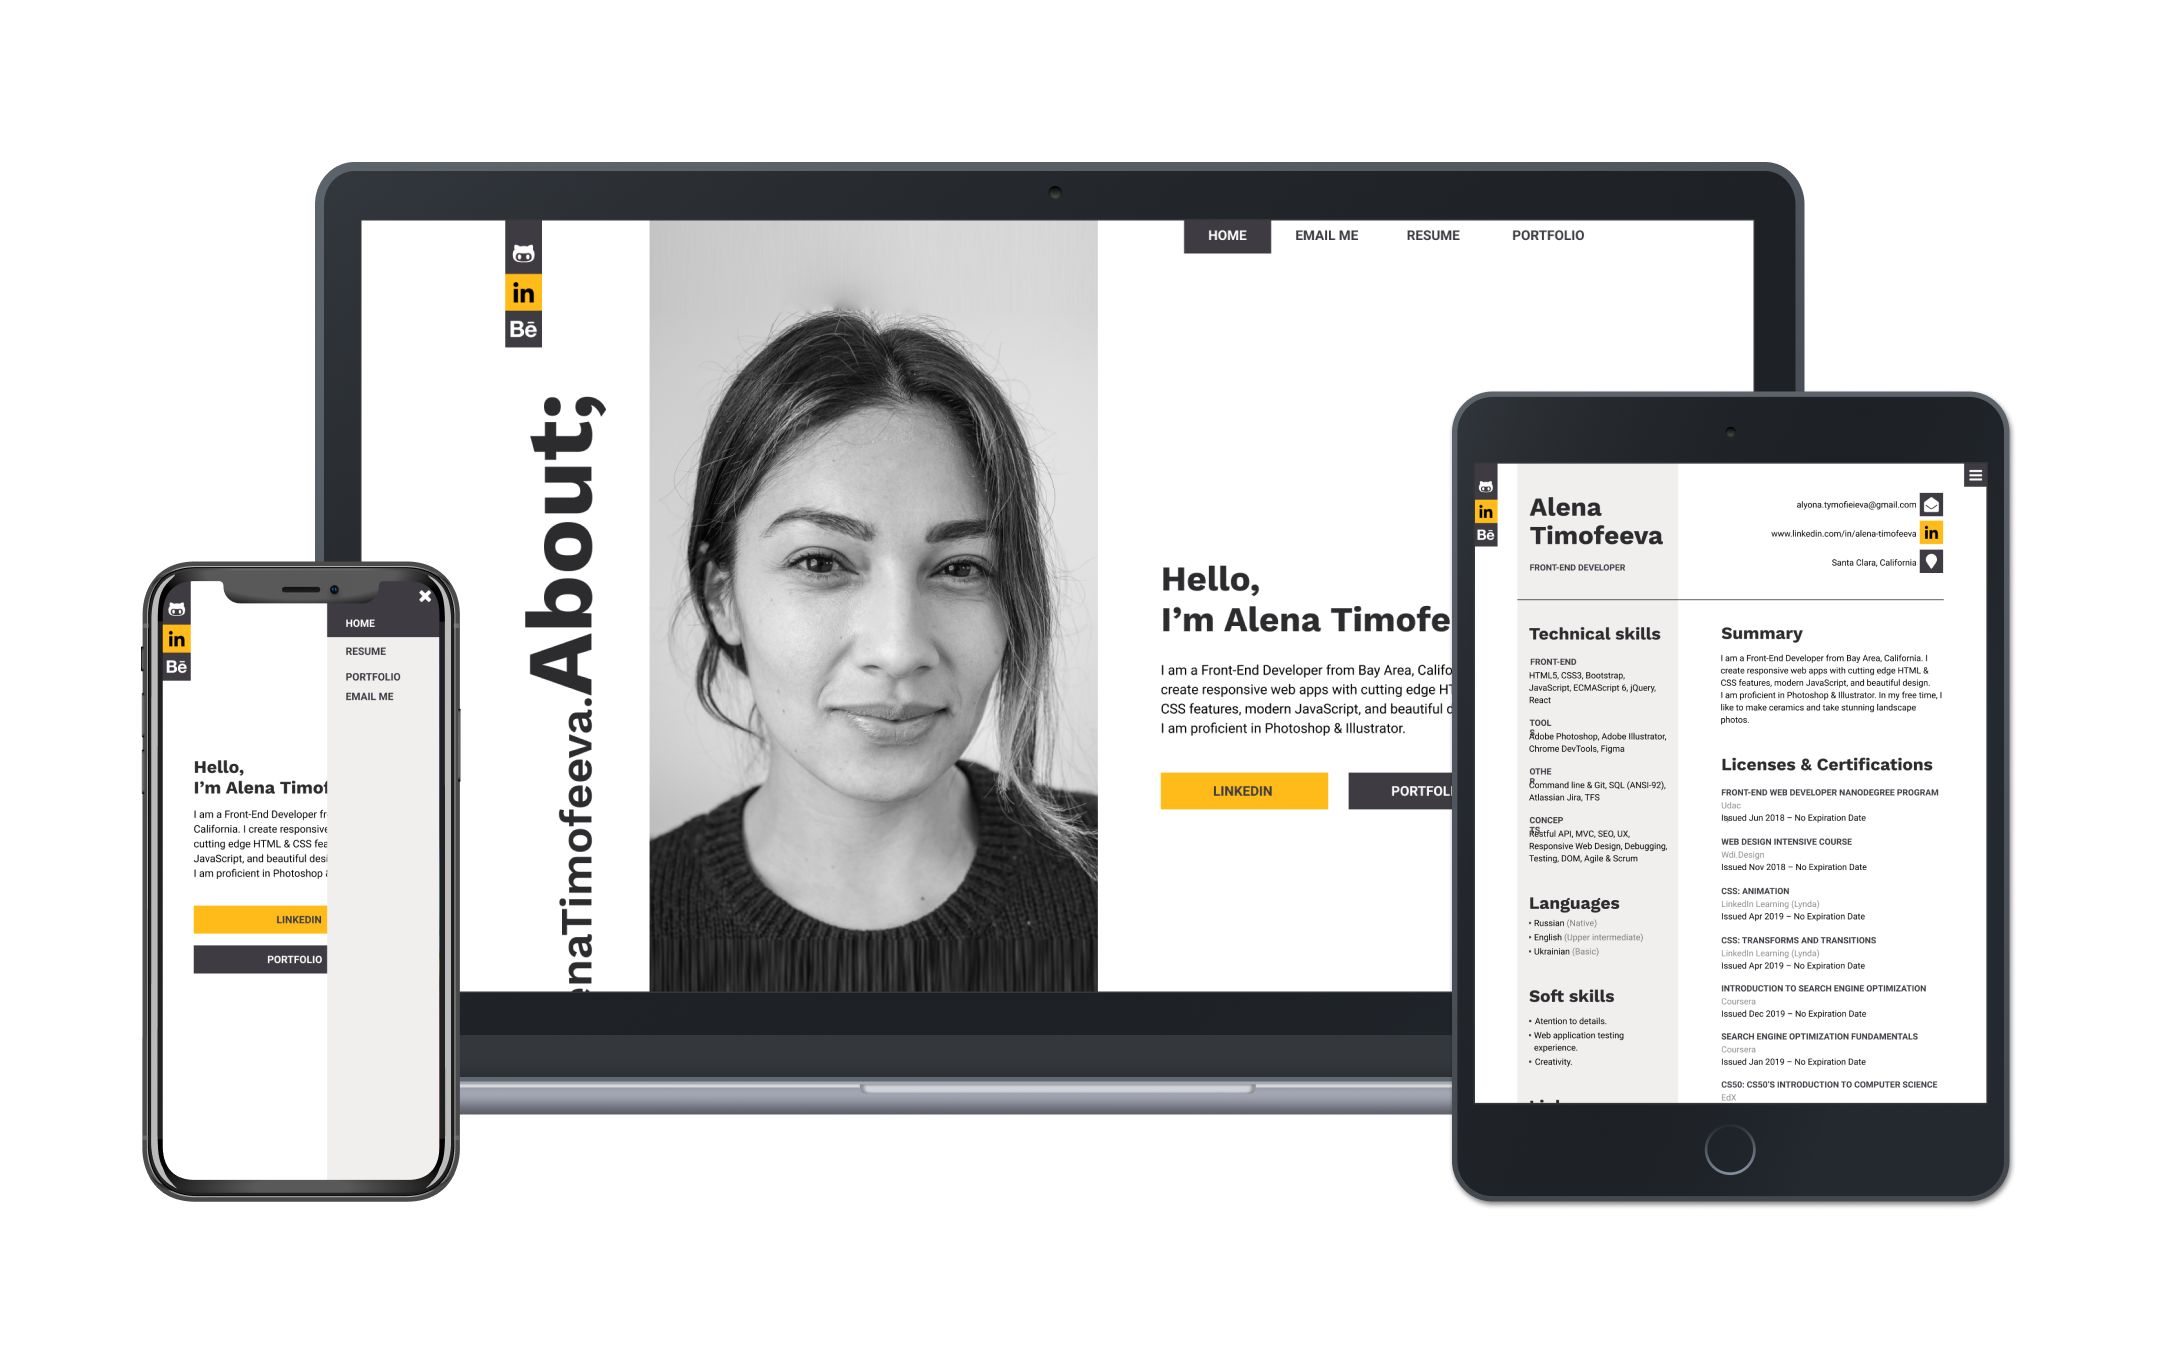 in
Bē
enaTimofeeva.About;
HOME
EMAIL ME
RESUME
PORTFOLIO
Hello,
I'm Alena Timofe
I am a Front-End Developer from Bay Area, Califo
create responsive web apps with cutting edge HT
CSS features, modern JavaScript, and beautiful d
I am proficient in Photoshop & Illustrator.
LINKEDIN
PORTFOLI
in
Bē
HOME
RESUME
PORTFOLIO
EMAIL ME
Hello,
I'm Alena Timof
I am a Front-End Developer fr
California. I create responsive
cutting edge HTML & CSS fea
JavaScript, and beautiful desi
I am proficient in Photoshop &
LINKEDIN
PORTFOLIO
in
Bē
Alena
Timofeeva
FRONT-END DEVELOPER
alyona.tymofieieva@gmail.com
www.linkedin.com/in/alena-timofeeva
in
Santa Clara, California
Technical skills
FRONT-END
HTML5, CSS3, Bootstrap,
JavaScript, ECMAScript 6, jQuery,
React
TOOL
S
Adobe Photoshop, Adobe Illustrator,
Chrome DevTools, Figma
OTHE
R
Command line & Git, SQL (ANSI-92),
Atlassian Jira, TFS
CONCEP
TS
Restful API, MVC, SEO, UX,
Responsive Web Design, Debugging,
Testing, DOM, Agile & Scrum
Languages
• Russian (Native)
• English (Upper intermediate)
• Ukrainian (Basic)
Soft skills
• Atention to details.
• Web application testing
experience.
• Creativity.
Summary
I am a Front-End Developer from Bay Area, California. I
create responsive web apps with cutting edge HTML &
CSS features, modern JavaScript, and beautiful design.
I am proficient in Photoshop & Illustrator. In my free time, I
like to make ceramics and take stunning landscape
photos.
Licenses & Certifications
FRONT-END WEB DEVELOPER NANODEGREE PROGRAM
Udac
Issued Jun 2018 – No Expiration Date
WEB DESIGN INTENSIVE COURSE
Wdi.Design
Issued Nov 2018 – No Expiration Date
CSS: ANIMATION
LinkedIn Learning (Lynda)
Issued Apr 2019 – No Expiration Date
CSS: TRANSFORMS AND TRANSITIONS
LinkedIn Learning (Lynda)
Issued Apr 2019 – No Expiration Date
INTRODUCTION TO SEARCH ENGINE OPTIMIZATION
Coursera
Issued Dec 2019 – No Expiration Date
SEARCH ENGINE OPTIMIZATION FUNDAMENTALS
Coursera
Issued Jan 2019 – No Expiration Date
CS50: CS50'S INTRODUCTION TO COMPUTER SCIENCE
EdX